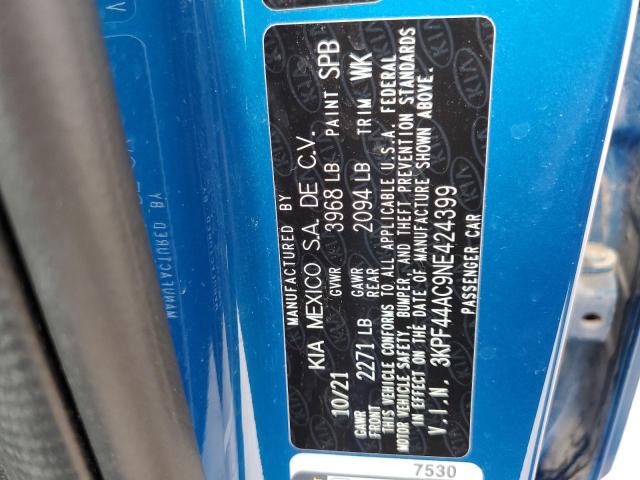 MANUFACTURED BY
KIA MEXICO S.A. DE C.V.
10/21 GVWR 3968 LB PAINT SPB
GAWR FRONT 2271 LB GAWR REAR 2094 LB TRIM WK
THIS VEHICLE CONFORMS TO ALL APPLICABLE U.S.A. FEDERAL
MOTOR VEHICLE SAFETY, BUMPER, AND THEFT PREVENTION STANDARDS
IN EFFECT ON THE DATE OF MANUFACTURE SHOWN ABOVE.
V.I.N. 3KPF44AC9NE424399
PASSENGER CAR
7530